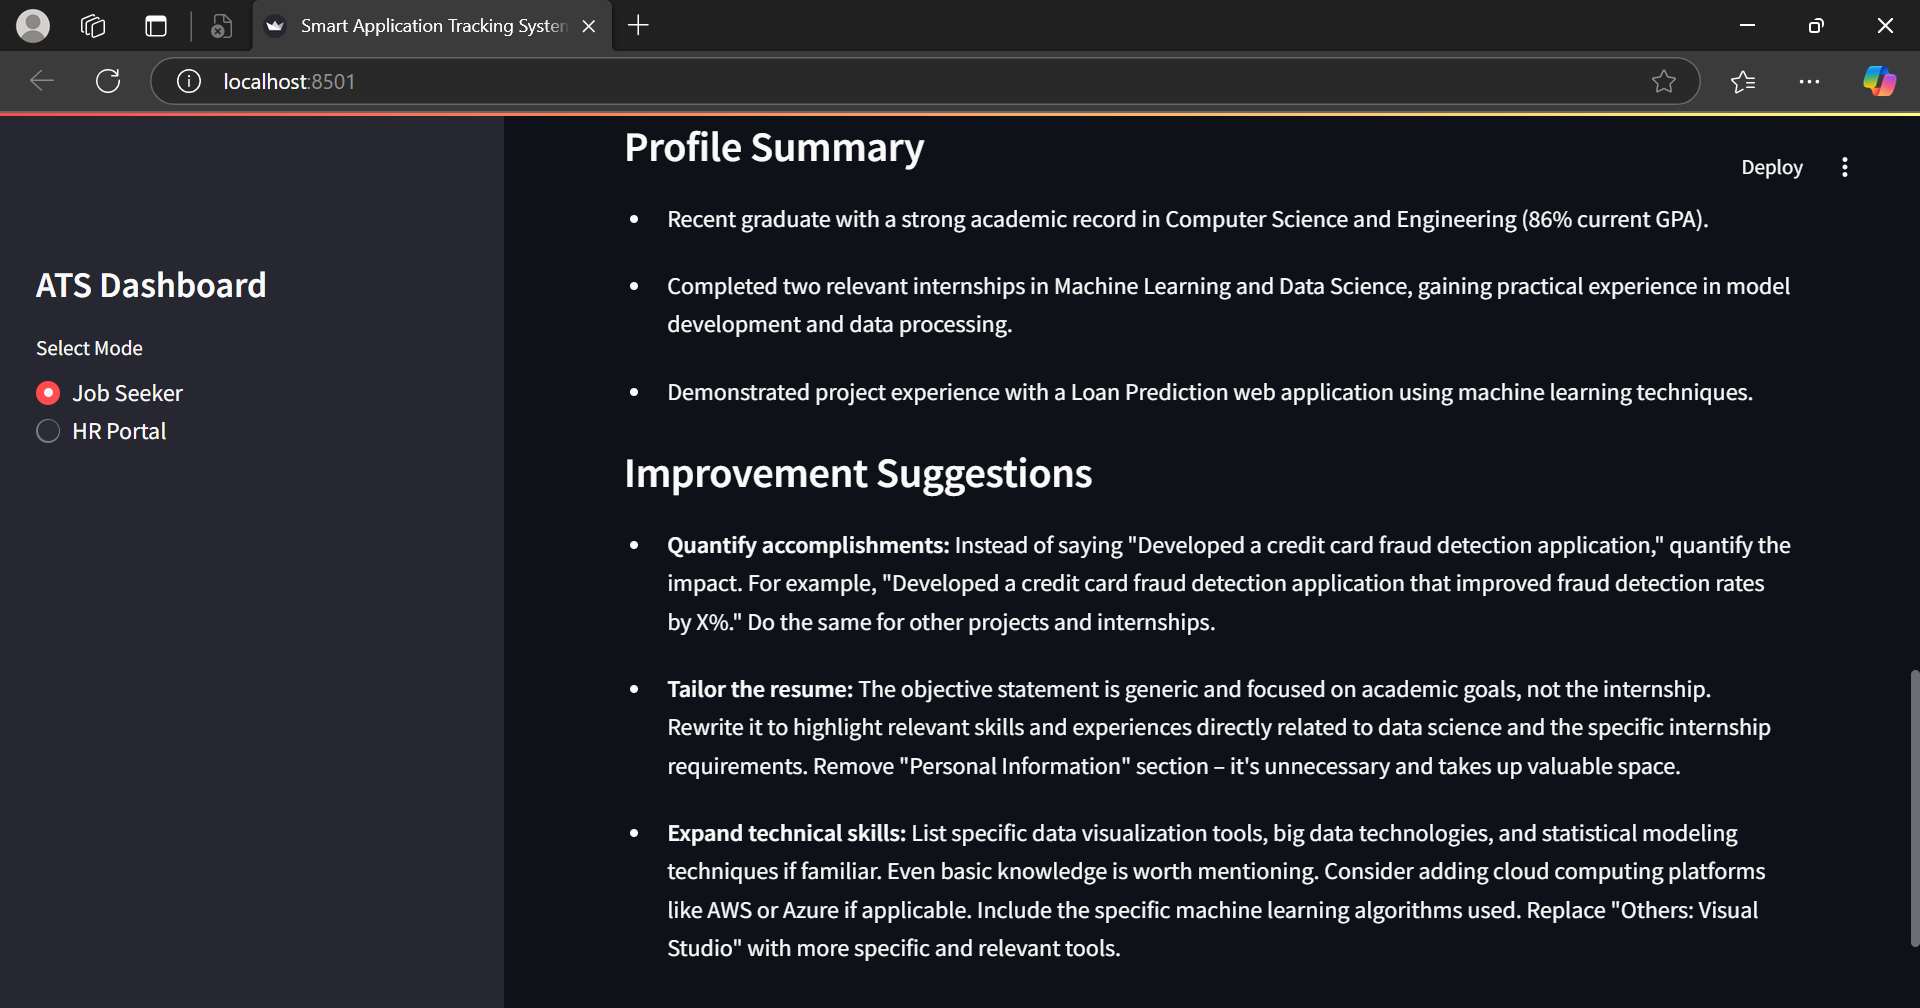 Smart Application Tracking System
localhost:8501
Deploy
ATS Dashboard
Select Mode
Job Seeker
HR Portal
Profile Summary
Recent graduate with a strong academic record in Computer Science and Engineering (86% current GPA).
Completed two relevant internships in Machine Learning and Data Science, gaining practical experience in model
development and data processing.
Demonstrated project experience with a Loan Prediction web application using machine learning techniques.
Improvement Suggestions
Quantify accomplishments: Instead of saying "Developed a credit card fraud detection application," quantify the
impact. For example, "Developed a credit card fraud detection application that improved fraud detection rates
by X%." Do the same for other projects and internships.
Tailor the resume: The objective statement is generic and focused on academic goals, not the internship.
Rewrite it to highlight relevant skills and experiences directly related to data science and the specific internship
requirements. Remove "Personal Information" section – it's unnecessary and takes up valuable space.
Expand technical skills: List specific data visualization tools, big data technologies, and statistical modeling
techniques if familiar. Even basic knowledge is worth mentioning. Consider adding cloud computing platforms
like AWS or Azure if applicable. Include the specific machine learning algorithms used. Replace "Others: Visual
Studio" with more specific and relevant tools.